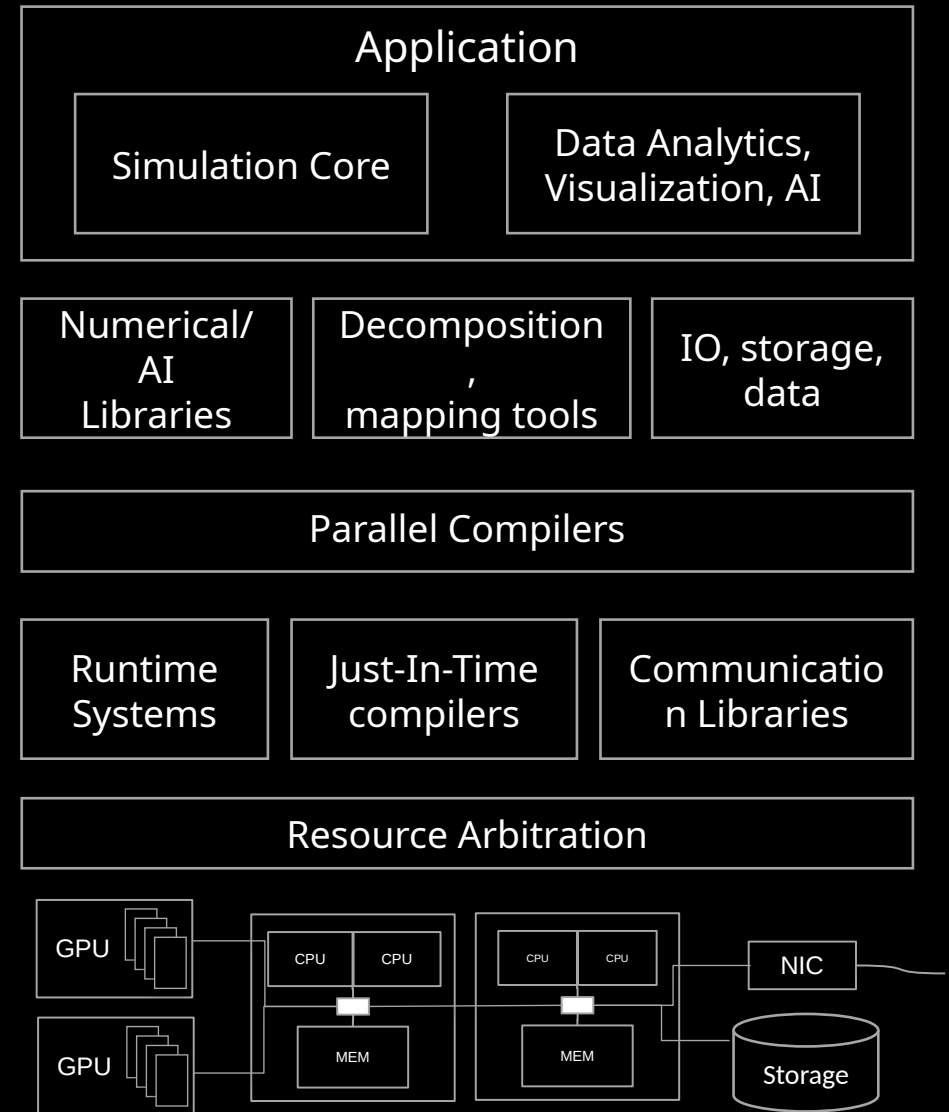 Application
Simulation Core
Data Analytics,
Visualization, AI
Numerical/
AI
Libraries
Decomposition
,
mapping tools
IO, storage,
data
Parallel Compilers
Runtime
Systems
Just-In-Time
compilers
Communicatio
n Libraries
Resource Arbitration
GPU
CPU
CPU
CPU
CPU
NIC
GPU
MEM
MEM
Storage